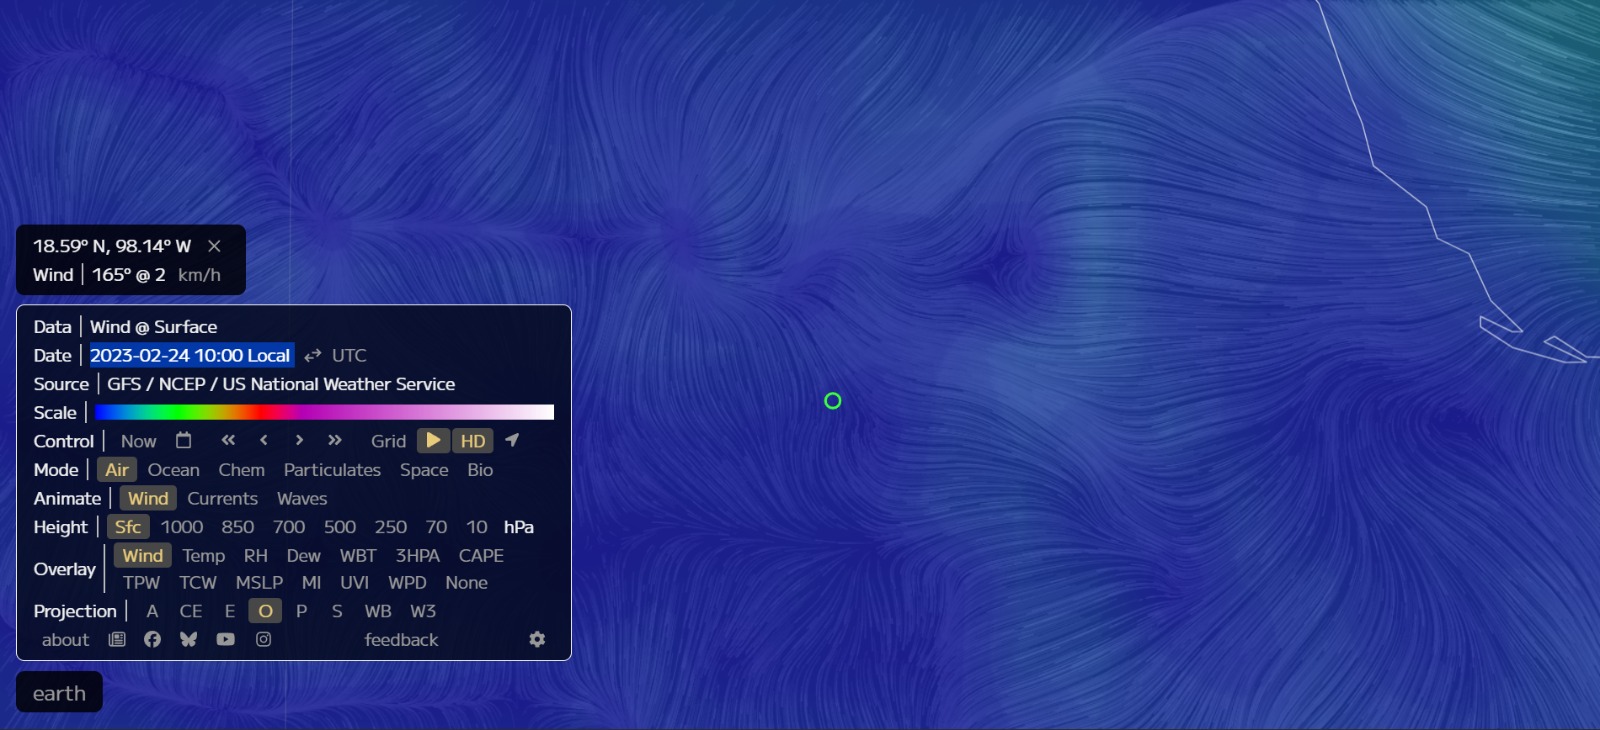 18.59° N, 98.14° W ×
Wind | 165° @ 2 km/h
Data | Wind @ Surface
Date | 2023-02-24 10:00 Local ⇄ UTC
Source | GFS / NCEP / US National Weather Service
Scale |
Control | Now « ‹ › » Grid HD
Mode | Air Ocean Chem Particulates Space Bio
Animate | Wind Currents Waves
Height | Sfc 1000 850 700 500 250 70 10 hPa
Overlay | Wind Temp RH Dew WBT 3HPA CAPE
TPW TCW MSLP MI UVI WPD None
Projection | A CE E O P S WB W3
about feedback
earth